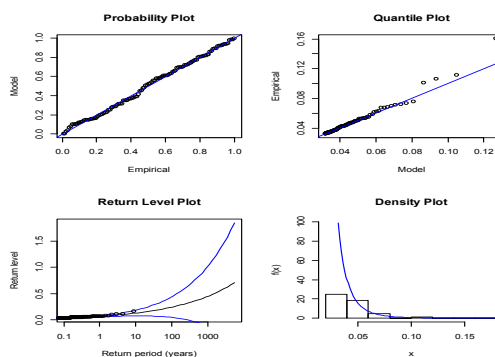 Probability Plot
Model
0.0 0.2 0.4 0.6 0.8 1.0
0.0 0.2 0.4 0.6 0.8 1.0
Empirical
Quantile Plot
Empirical
0.04 0.08 0.12 0.16
0.04 0.06 0.08 0.10 0.12
Model
Return Level Plot
Return level
0.0 0.5 1.0 1.5
0.1 1 10 100 1000
Return period (years)
Density Plot
f(x)
0 20 40 60 80 100
0.05 0.10 0.15
x